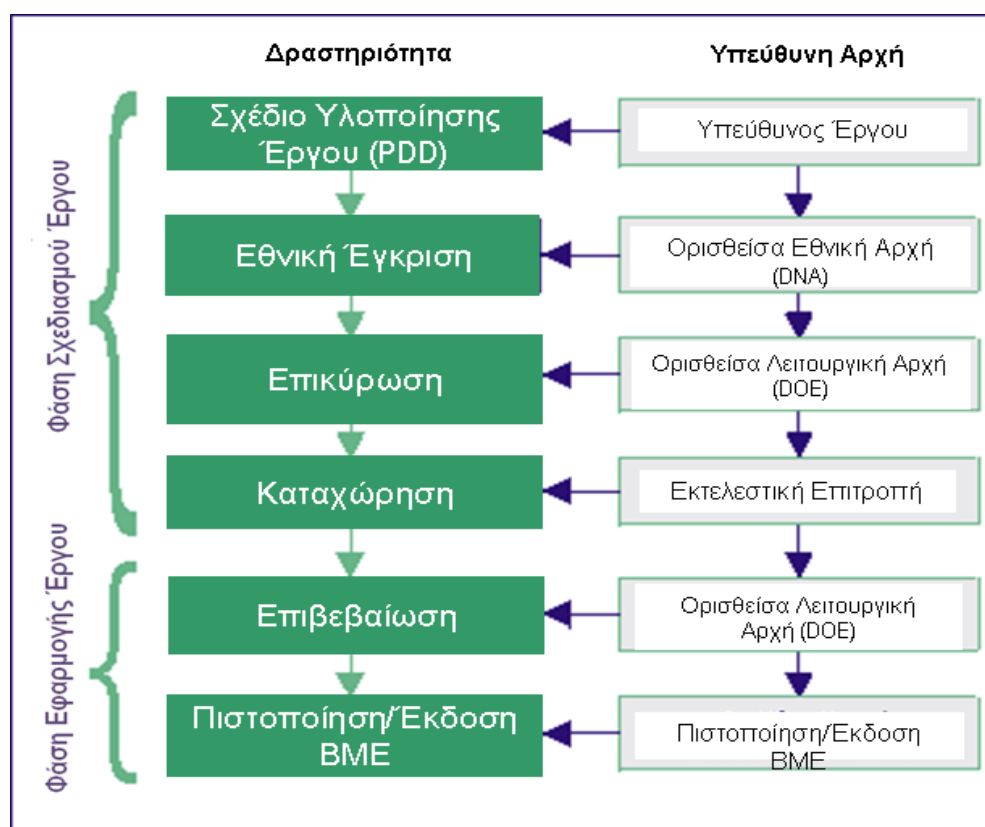 Δραστηριότητα
Υπεύθυνη Αρχή
Φάση Σχεδιασμού Έργου
Σχέδιο Υλοποίησης
Έργου (PDD)
Υπεύθυνος Έργου
Εθνική Έγκριση
Ορισθείσα Εθνική Αρχή
(DNA)
Επικύρωση
Ορισθείσα Λειτουργική Αρχή
(DOE)
Καταχώρηση
Εκτελεστική Επιτροπή
Φάση Εφαρμογής Έργου
Επιβεβαίωση
Ορισθείσα Λειτουργική
Αρχή (DOE)
Πιστοποίηση/Έκδοση
ΒΜΕ
Πιστοποίηση/Έκδοση
ΒΜΕ